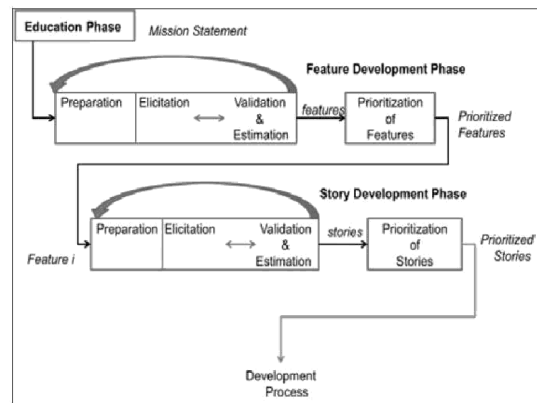 Education Phase
Mission Statement
Feature Development Phase
Preparation
Elicitation
Validation
&
Estimation
features
Prioritization
of
Features
Prioritized
Features
Story Development Phase
Feature i
Preparation
Elicitation
Validation
&
Estimation
stories
Prioritization
of
Stories
Prioritized
Stories
Development
Process